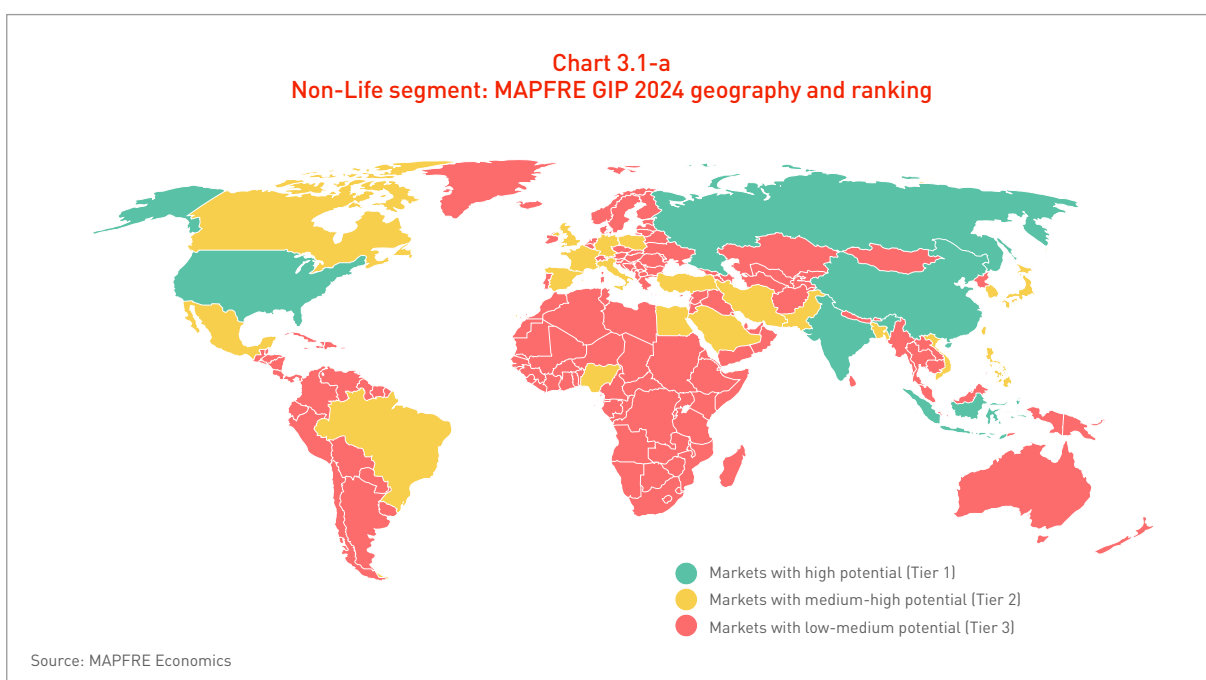 Chart 3.1-a
Non-Life segment: MAPFRE GIP 2024 geography and ranking
Markets with high potential (Tier 1)
Markets with medium-high potential (Tier 2)
Markets with low-medium potential (Tier 3)
Source: MAPFRE Economics